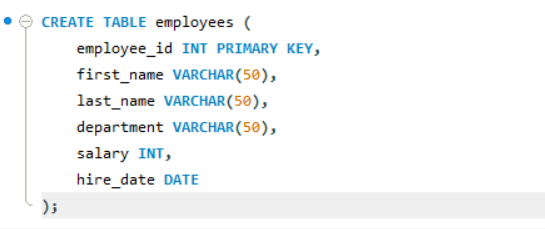 CREATE TABLE employees (
    employee_id INT PRIMARY KEY,
    first_name VARCHAR(50),
    last_name VARCHAR(50),
    department VARCHAR(50),
    salary INT,
    hire_date DATE
);